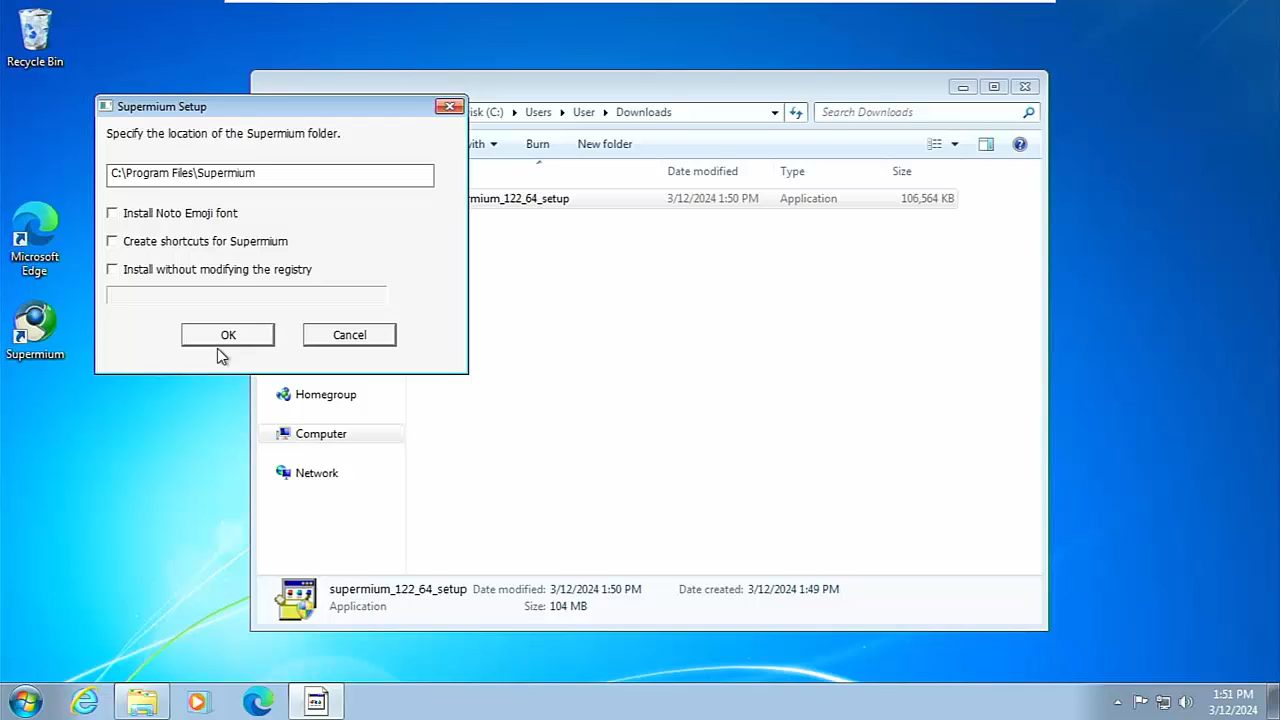 Recycle Bin
Microsoft
Edge
Supermium
Supermium Setup
Specify the location of the Supermium folder.
C:\Program Files\Supermium
Install Noto Emoji font
Create shortcuts for Supermium
Install without modifying the registry
OK
Cancel
isk (C:)
Users
User
Downloads
Search Downloads
with
Burn
New folder
Date modified
Type
Size
mium_122_64_setup
3/12/2024 1:50 PM
Application
106,564 KB
Homegroup
Computer
Network
supermium_122_64_setup
Date modified: 3/12/2024 1:50 PM
Date created: 3/12/2024 1:49 PM
Application
Size: 104 MB
1:51 PM
3/12/2024